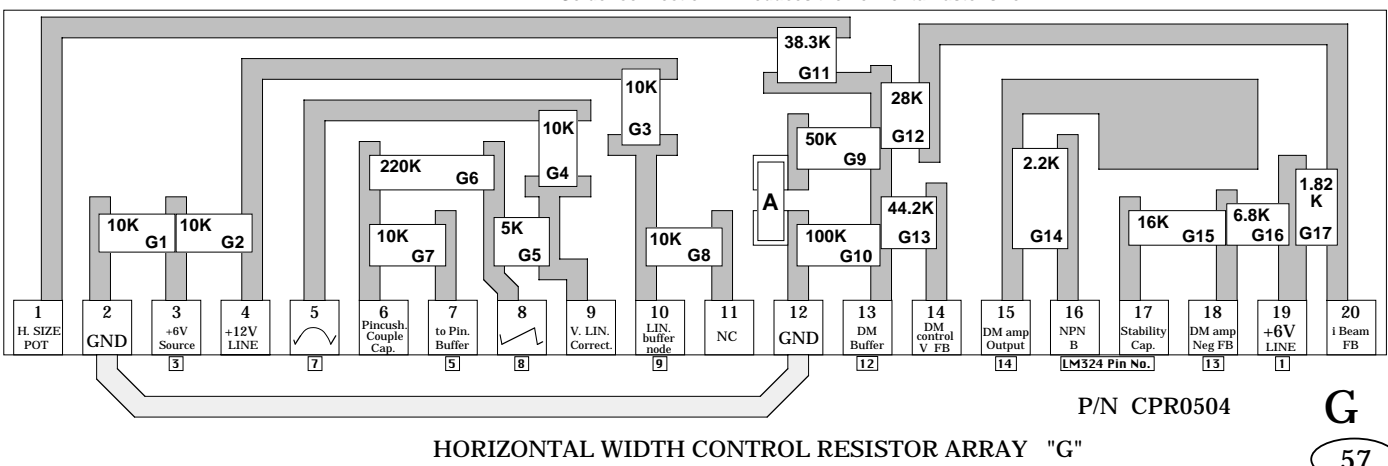 38.3K
G11
10K
G3
28K
G12
10K
G4
50K
G9
2.2K
G14
220K
G6
1.82
K
G17
A
10K
G1
10K
G2
10K
G7
5K
G5
10K
G8
100K
G10
44.2K
G13
16K
G15
6.8K
G16
1
H. SIZE
POT
2
GND
3
+6V
Source
4
+12V
LINE
5
6
Pincush.
Couple
Cap.
7
to Pin.
Buffer
8
9
V. LIN.
Correct.
10
LIN.
buffer
node
11
NC
12
GND
13
DM
Buffer
14
DM
control
V FB
15
DM amp
Output
16
NPN
B
17
Stability
Cap.
18
DM amp
Neg FB
19
+6V
LINE
20
i Beam
FB
3
7
5
8
9
12
14
LM324 Pin No.
13
1
P/N CPR0504
G
HORIZONTAL WIDTH CONTROL RESISTOR ARRAY "G"
57